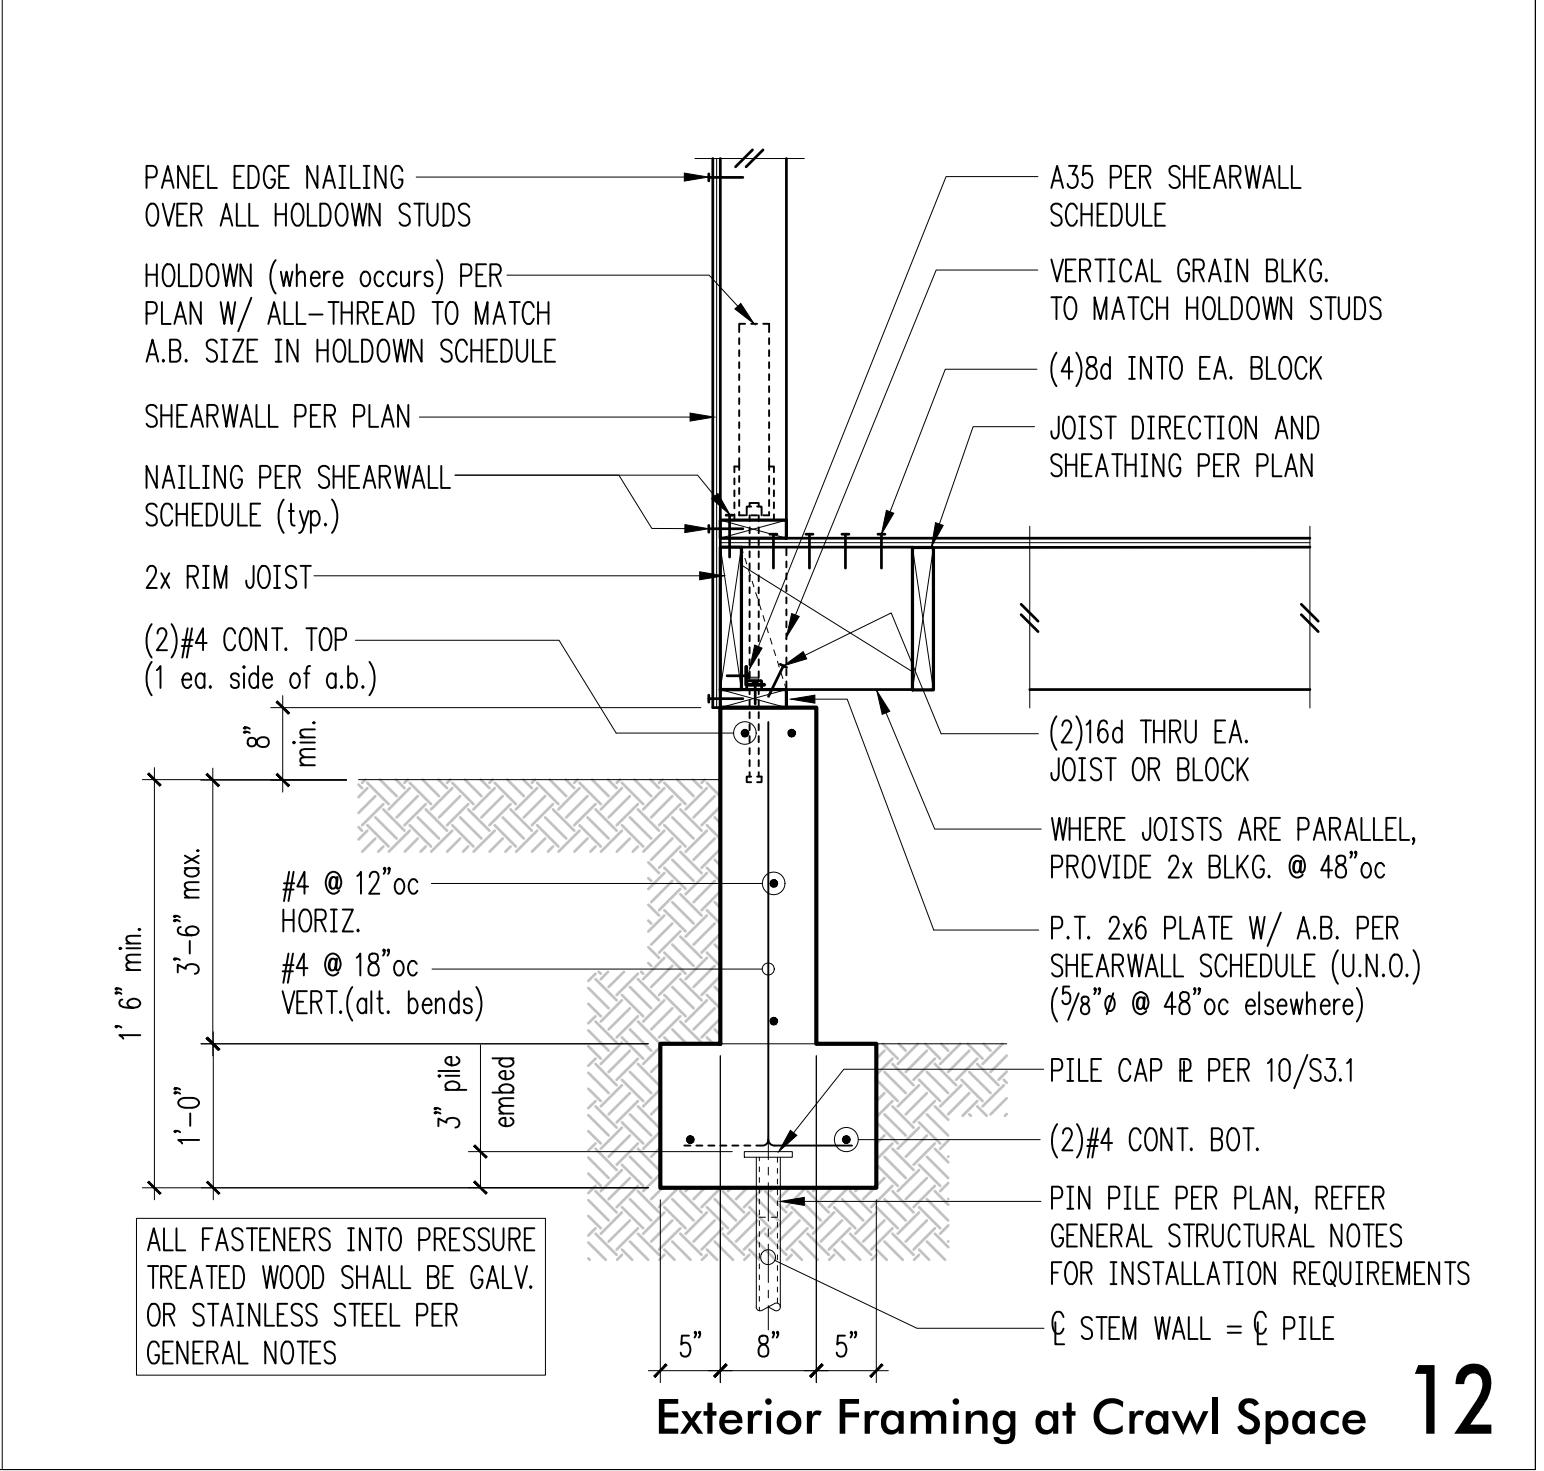 PANEL EDGE NAILING
OVER ALL HOLDOWN STUDS
HOLDOWN (where occurs) PER
PLAN W/ ALL-THREAD TO MATCH
A.B. SIZE IN HOLDOWN SCHEDULE
SHEARWALL PER PLAN
NAILING PER SHEARWALL
SCHEDULE (typ.)
2x RIM JOIST
(2)#4 CONT. TOP
(1 ea. side of a.b.)
8"
min.
1' 6" min.
3'-6" max.
1'-0"
#4 @ 12"oc
HORIZ.
#4 @ 18"oc
VERT.(alt. bends)
3" pile
embed
ALL FASTENERS INTO PRESSURE
TREATED WOOD SHALL BE GALV.
OR STAINLESS STEEL PER
GENERAL NOTES
A35 PER SHEARWALL
SCHEDULE
VERTICAL GRAIN BLKG.
TO MATCH HOLDOWN STUDS
(4)8d INTO EA. BLOCK
JOIST DIRECTION AND
SHEATHING PER PLAN
(2)16d THRU EA.
JOIST OR BLOCK
WHERE JOISTS ARE PARALLEL,
PROVIDE 2x BLKG. @ 48"oc
P.T. 2x6 PLATE W/ A.B. PER
SHEARWALL SCHEDULE (U.N.O.)
(5/8"ø @ 48"oc elsewhere)
PILE CAP ℄ PER 10/S3.1
(2)#4 CONT. BOT.
PIN PILE PER PLAN, REFER
GENERAL STRUCTURAL NOTES
FOR INSTALLATION REQUIREMENTS
℄ STEM WALL = ℄ PILE
5" 8" 5"
Exterior Framing at Crawl Space 12